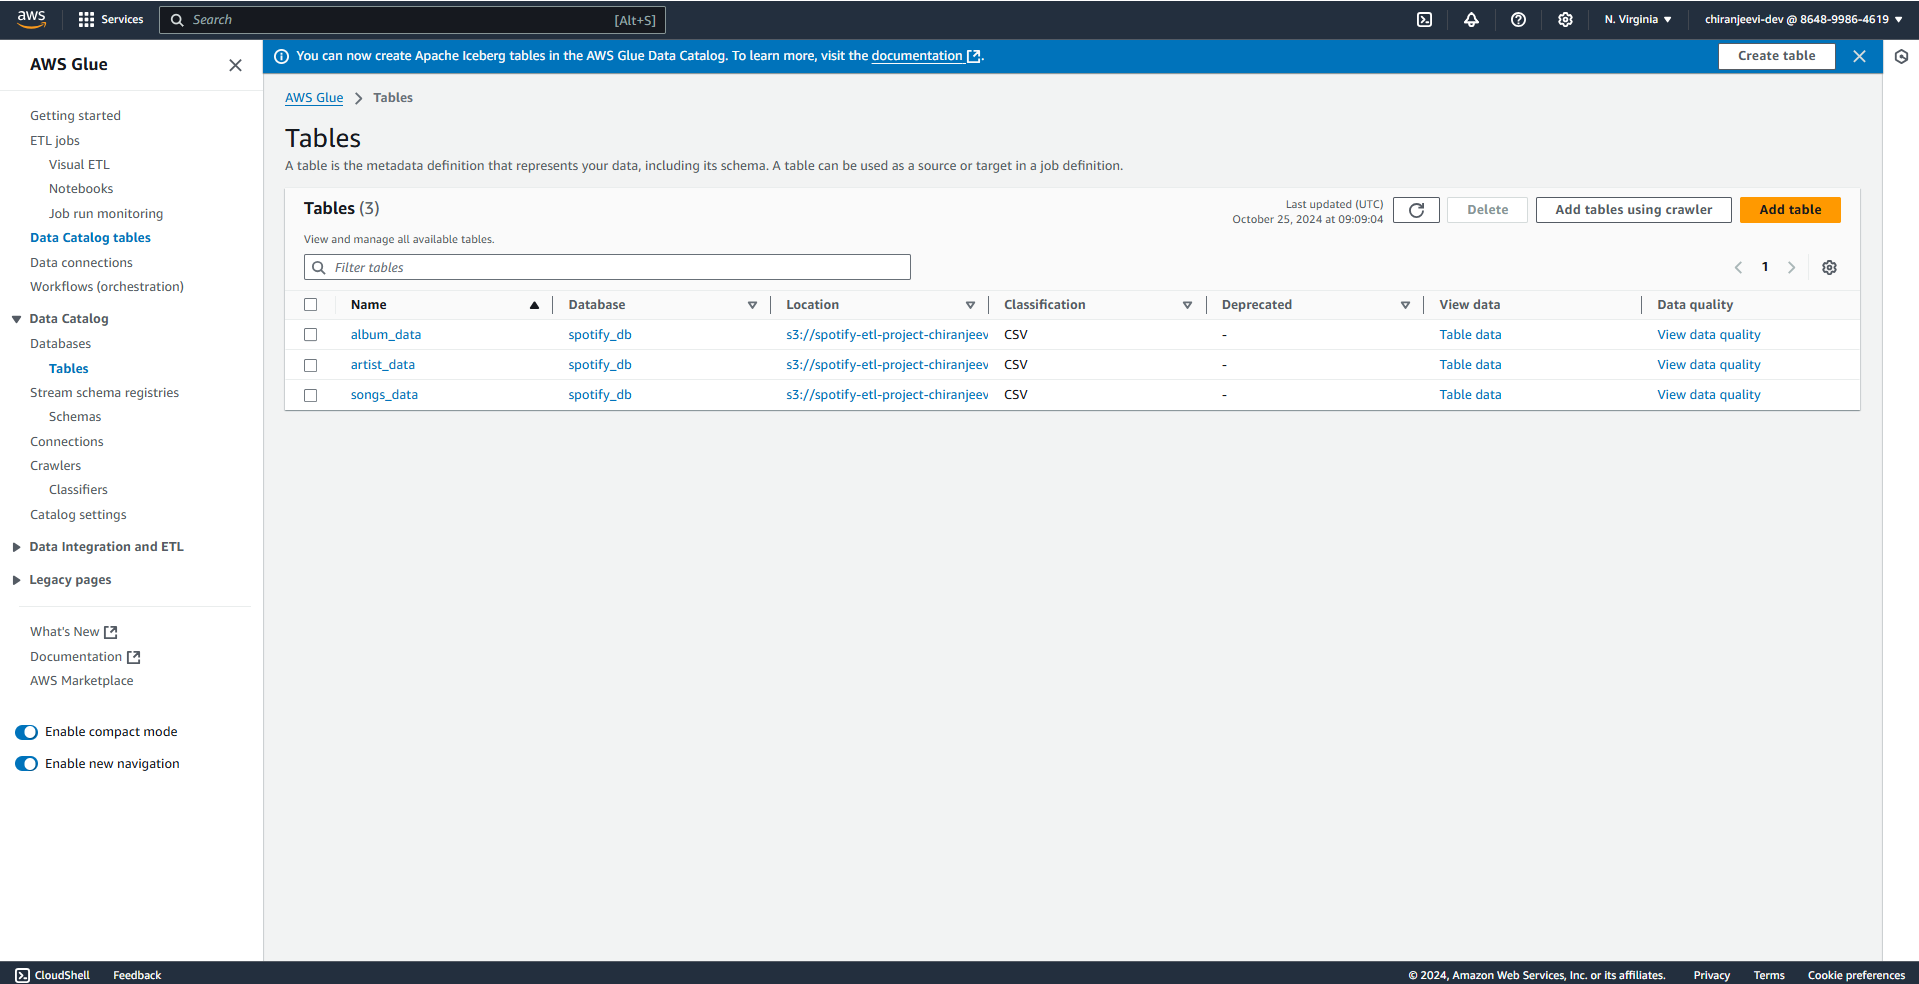 aws Services Search [Alt+S] N. Virginia ▼ chiranjeevi-dev @ 8648-9986-4619 ▼
AWS Glue
You can now create Apache Iceberg tables in the AWS Glue Data Catalog. To learn more, visit the documentation. Create table
Getting started
ETL jobs
Visual ETL
Notebooks
Job run monitoring
Data Catalog tables
Data connections
Workflows (orchestration)
Data Catalog
Databases
Tables
Stream schema registries
Schemas
Connections
Crawlers
Classifiers
Catalog settings
Data Integration and ETL
Legacy pages
What's New
Documentation
AWS Marketplace
Enable compact mode
Enable new navigation
AWS Glue > Tables
Tables
A table is the metadata definition that represents your data, including its schema. A table can be used as a source or target in a job definition.
Tables (3)
View and manage all available tables.
Last updated (UTC)
October 25, 2024 at 09:09:04
Delete Add tables using crawler Add table
Filter tables
1
Name Database Location Classification Deprecated View data Data quality
album_data spotify_db s3://spotify-etl-project-chiranjeev CSV - Table data View data quality
artist_data spotify_db s3://spotify-etl-project-chiranjeev CSV - Table data View data quality
songs_data spotify_db s3://spotify-etl-project-chiranjeev CSV - Table data View data quality
CloudShell Feedback © 2024, Amazon Web Services, Inc. or its affiliates. Privacy Terms Cookie preferences